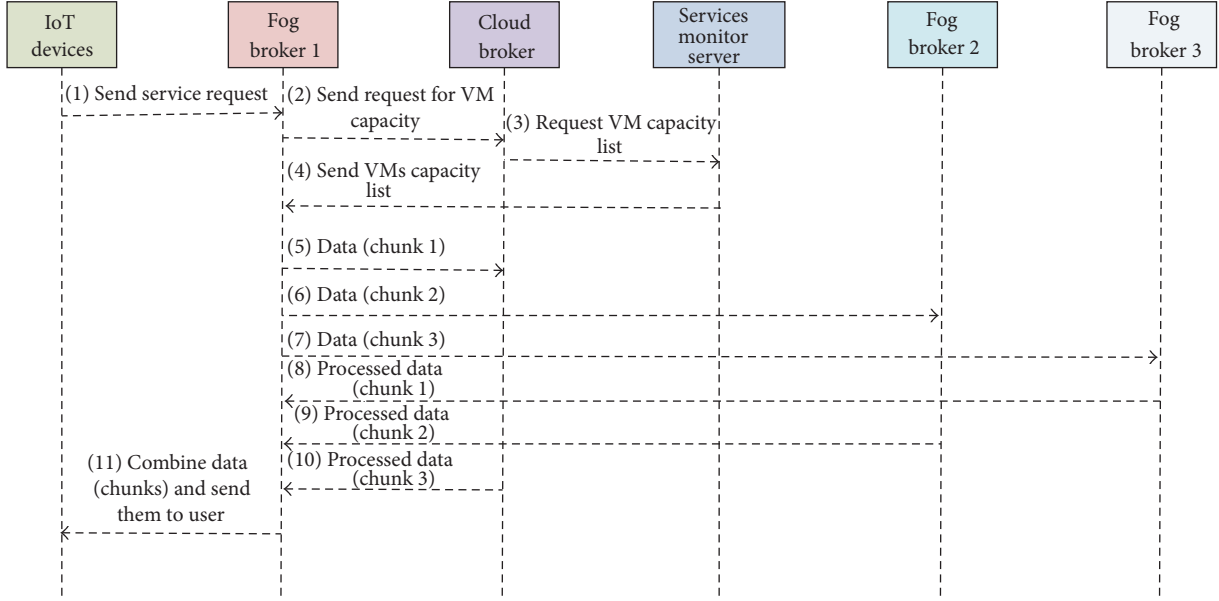 IoT
devices
Fog
broker 1
Cloud
broker
Services
monitor
server
Fog
broker 2
Fog
broker 3
(1) Send service request
(2) Send request for VM
capacity
(3) Request VM capacity
list
(4) Send VMs capacity
list
(5) Data (chunk 1)
(6) Data (chunk 2)
(7) Data (chunk 3)
(8) Processed data
(chunk 1)
(9) Processed data
(chunk 2)
(10) Processed data
(chunk 3)
(11) Combine data
(chunks) and send
them to user